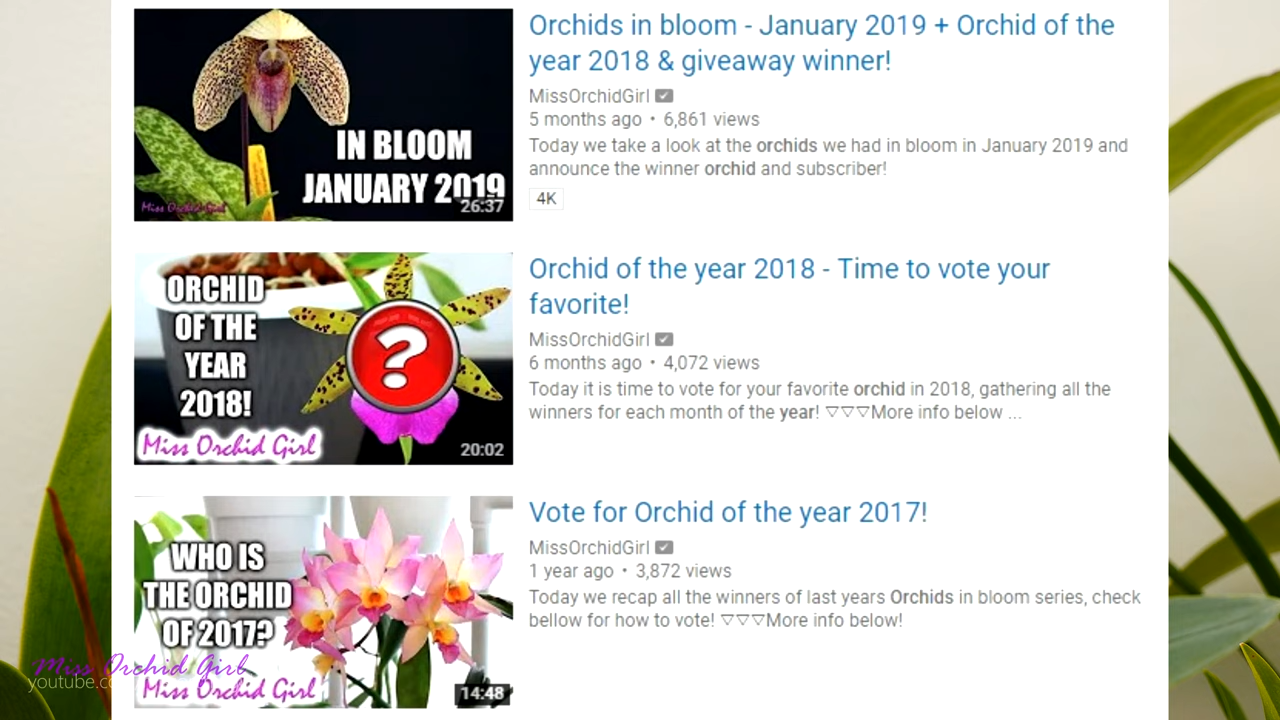 Orchids in bloom - January 2019 + Orchid of the
year 2018 & giveaway winner!
MissOrchidGirl
5 months ago • 6,861 views
Today we take a look at the orchids we had in bloom in January 2019 and
announce the winner orchid and subscriber!
4K
IN BLOOM
JANUARY 2019
26:37
Miss Orchid Girl
Orchid of the year 2018 - Time to vote your
favorite!
MissOrchidGirl
6 months ago • 4,072 views
Today it is time to vote for your favorite orchid in 2018, gathering all the
winners for each month of the year! ▽▽▽More info below ...
ORCHID
OF THE
YEAR
2018!
Miss Orchid Girl
?
20:02
Vote for Orchid of the year 2017!
MissOrchidGirl
1 year ago • 3,872 views
Today we recap all the winners of last years Orchids in bloom series, check
bellow for how to vote! ▽▽▽More info below!
WHO IS
THE ORCHID
OF 2017?
Miss Orchid Girl
14:48
Miss Orchid Girl